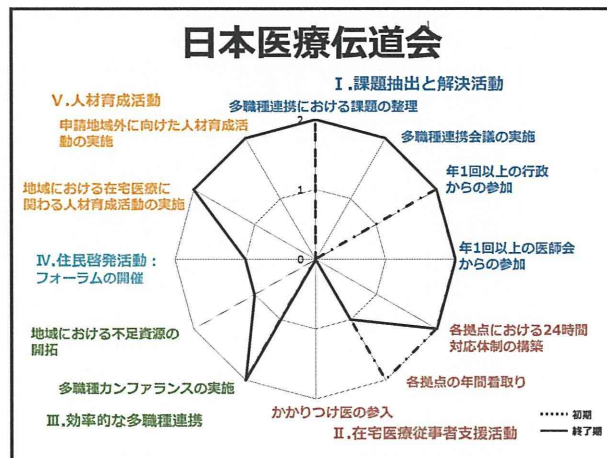 日本医療伝道会
Ⅰ.課題抽出と解決活動
多職種連携における課題の整理
多職種連携会議の実施
年1回以上の行政
からの参加
年1回以上の医師会
からの参加
各拠点における24時間
対応体制の構築
各拠点の年間看取り
かかりつけ医の参入
Ⅱ.在宅医療従事者支援活動
多職種カンファランスの実施
Ⅲ.効率的な多職種連携
地域における不足資源の
開拓
Ⅳ.住民啓発活動：
フォーラムの開催
地域における在宅医療に
関わる人材育成活動の実施
申請地域外に向けた人材育成活
動の実施
Ⅴ.人材育成活動
2
1
0
初期
終了期